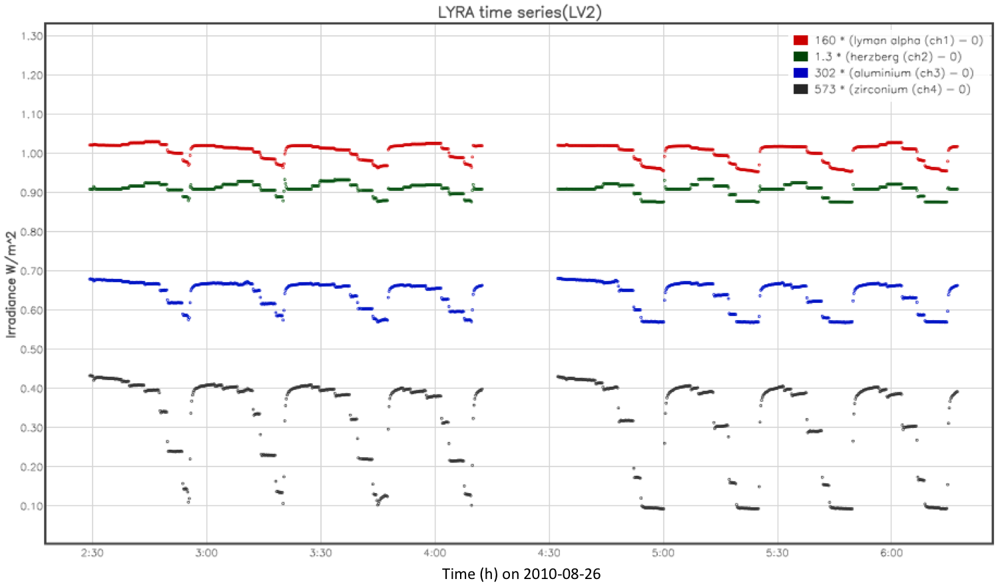 LYRA time series(LV2)
160 * (lyman alpha (ch1) − 0)
1.3 * (herzberg (ch2) − 0)
302 * (aluminium (ch3) − 0)
573 * (zirconium (ch4) − 0)
Irradiance W/m^2
1.30
1.20
1.10
1.00
0.90
0.80
0.70
0.60
0.50
0.40
0.30
0.20
0.10
2:30 3:00 3:30 4:00 4:30 5:00 5:30 6:00
Time (h) on 2010-08-26